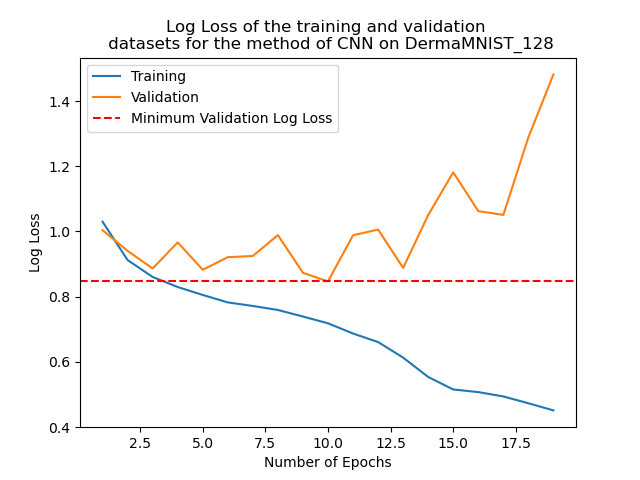 Log Loss of the training and validation
datasets for the method of CNN on DermaMNIST_128
Training
Validation
Minimum Validation Log Loss
Log Loss
1.4
1.2
1.0
0.8
0.6
0.4
2.5
5.0
7.5
10.0
12.5
15.0
17.5
Number of Epochs